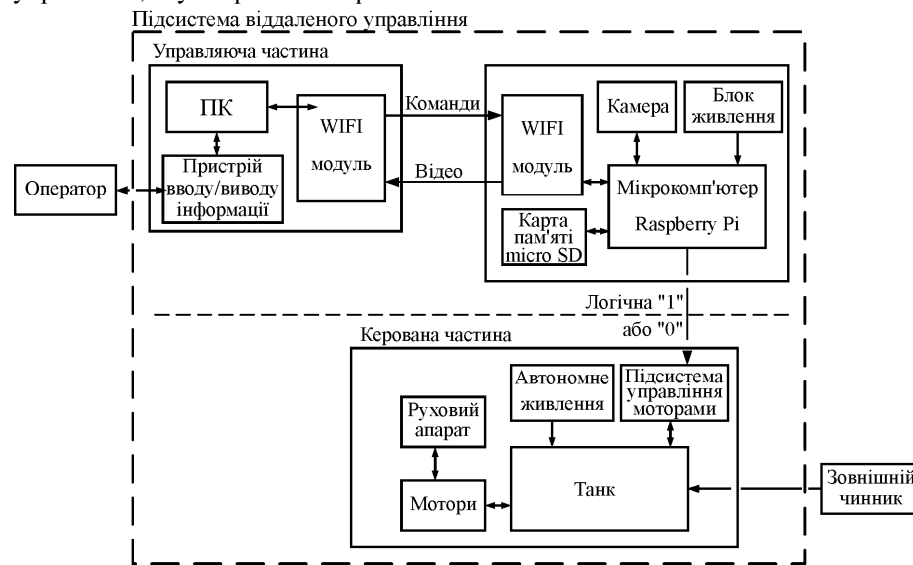 Підсистема віддаленого управління
Управляюча частина
ПК
WIFI
модуль
Пристрій
вводу/виводу
інформації
Оператор
Команди
Відео
WIFI
модуль
Камера
Блок
живлення
Мікрокомп'ютер
Raspberry Pi
Карта
пам'яті
micro SD
Логічна "1"
або "0"
Керована частина
Автономне
живлення
Підсистема
управління
моторами
Руховий
апарат
Мотори
Танк
Зовнішній
чинник